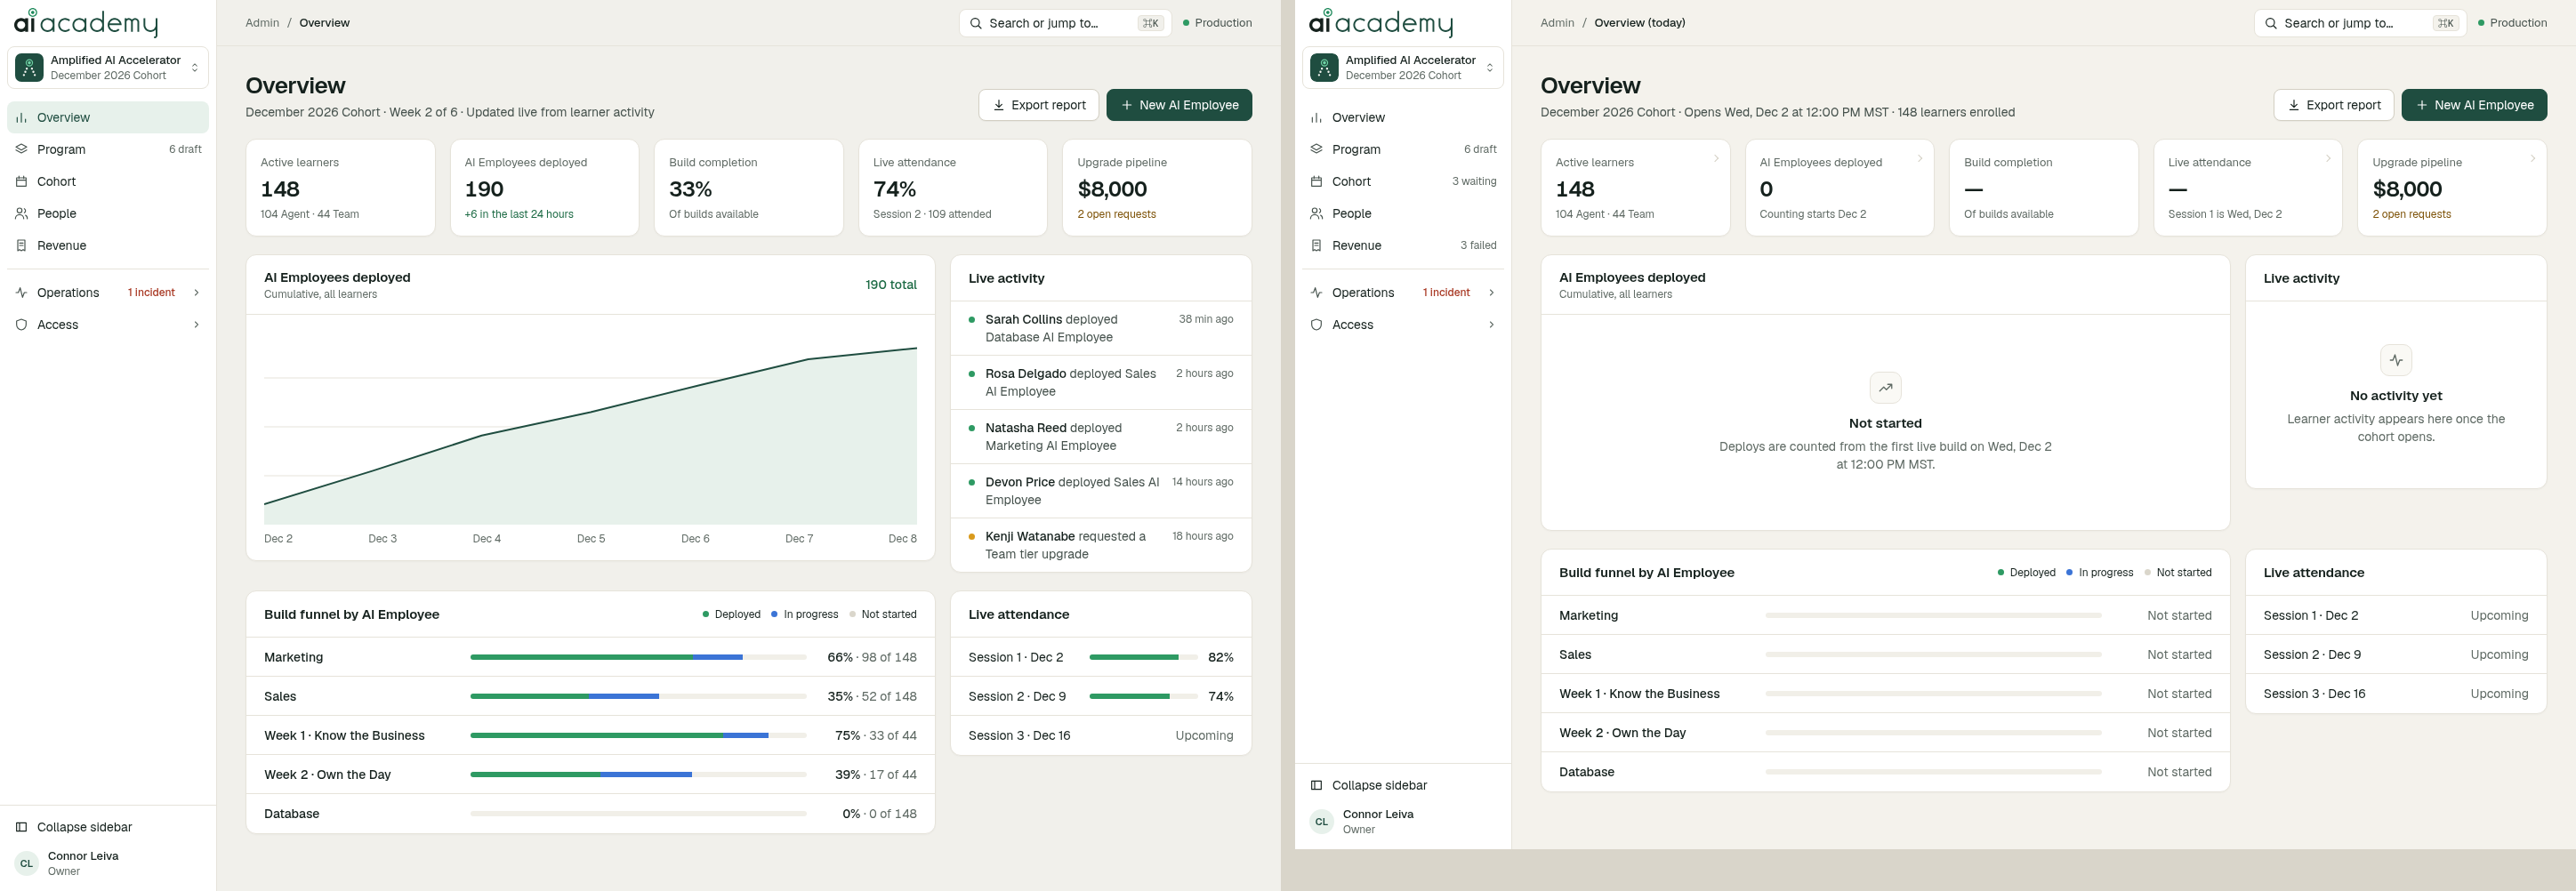 ai academy
Amplified AI Accelerator
December 2026 Cohort
Overview
Program 6 draft
Cohort
People
Revenue
Operations 1 incident
Access
Collapse sidebar
CL
Connor Leiva
Owner
Admin / Overview
Search or jump to... ⌘K
Production
Overview
December 2026 Cohort · Week 2 of 6 · Updated live from learner activity
Export report
New AI Employee
Active learners
148
104 Agent · 44 Team
AI Employees deployed
190
+6 in the last 24 hours
Build completion
33%
Of builds available
Live attendance
74%
Session 2 · 109 attended
Upgrade pipeline
$8,000
2 open requests
AI Employees deployed
Cumulative, all learners
190 total
Dec 2 Dec 3 Dec 4 Dec 5 Dec 6 Dec 7 Dec 8
Live activity
Sarah Collins deployed 38 min ago
Database AI Employee
Rosa Delgado deployed Sales 2 hours ago
AI Employee
Natasha Reed deployed 2 hours ago
Marketing AI Employee
Devon Price deployed Sales AI 14 hours ago
Employee
Kenji Watanabe requested a 18 hours ago
Team tier upgrade
Build funnel by AI Employee
Deployed In progress Not started
Marketing 66% · 98 of 148
Sales 35% · 52 of 148
Week 1 · Know the Business 75% · 33 of 44
Week 2 · Own the Day 39% · 17 of 44
Database 0% · 0 of 148
Live attendance
Session 1 · Dec 2 82%
Session 2 · Dec 9 74%
Session 3 · Dec 16 Upcoming
ai academy
Amplified AI Accelerator
December 2026 Cohort
Overview
Program 6 draft
Cohort 3 waiting
People
Revenue 3 failed
Operations 1 incident
Access
Collapse sidebar
CL
Connor Leiva
Owner
Admin / Overview (today)
Search or jump to... ⌘K
Production
Overview
December 2026 Cohort · Opens Wed, Dec 2 at 12:00 PM MST · 148 learners enrolled
Export report
New AI Employee
Active learners
148
104 Agent · 44 Team
AI Employees deployed
0
Counting starts Dec 2
Build completion
—
Of builds available
Live attendance
—
Session 1 is Wed, Dec 2
Upgrade pipeline
$8,000
2 open requests
AI Employees deployed
Cumulative, all learners
Not started
Deploys are counted from the first live build on Wed, Dec 2
at 12:00 PM MST.
Live activity
No activity yet
Learner activity appears here once the
cohort opens.
Build funnel by AI Employee
Deployed In progress Not started
Marketing Not started
Sales Not started
Week 1 · Know the Business Not started
Week 2 · Own the Day Not started
Database Not started
Live attendance
Session 1 · Dec 2 Upcoming
Session 2 · Dec 9 Upcoming
Session 3 · Dec 16 Upcoming